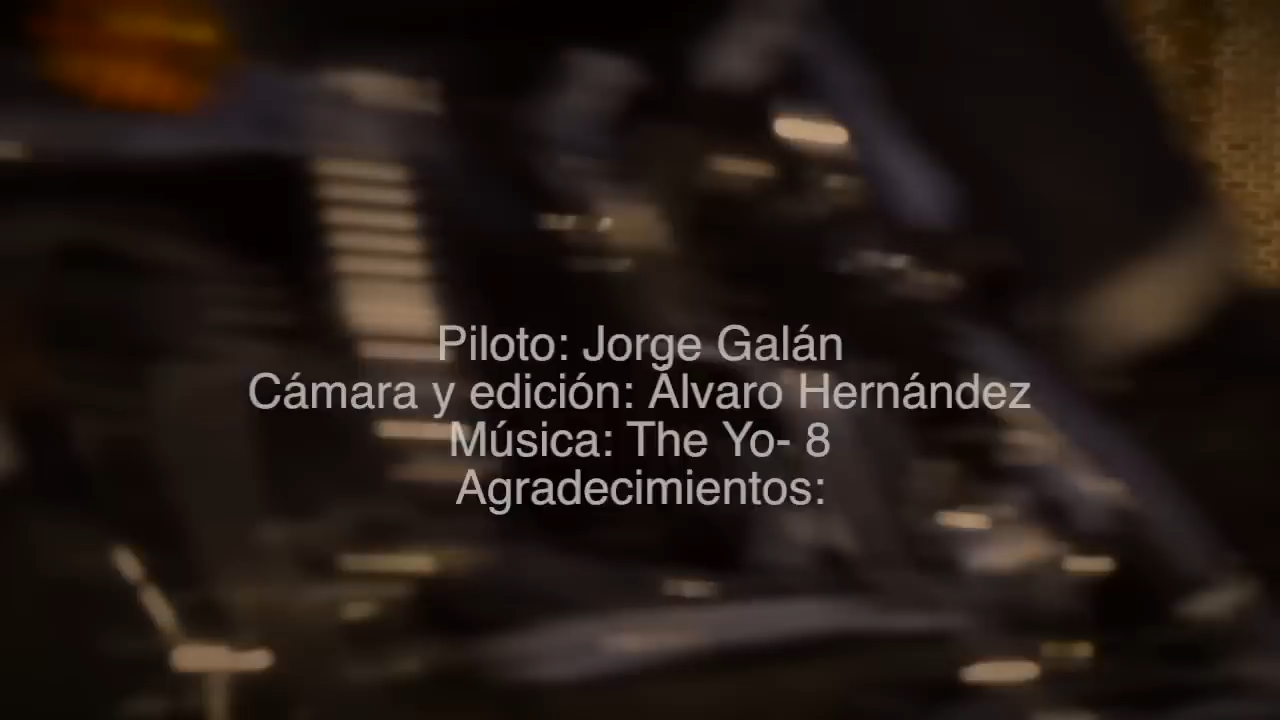 Piloto: Jorge Galán
Cámara y edición: Álvaro Hernández
Música: The Yo- 8
Agradecimientos: